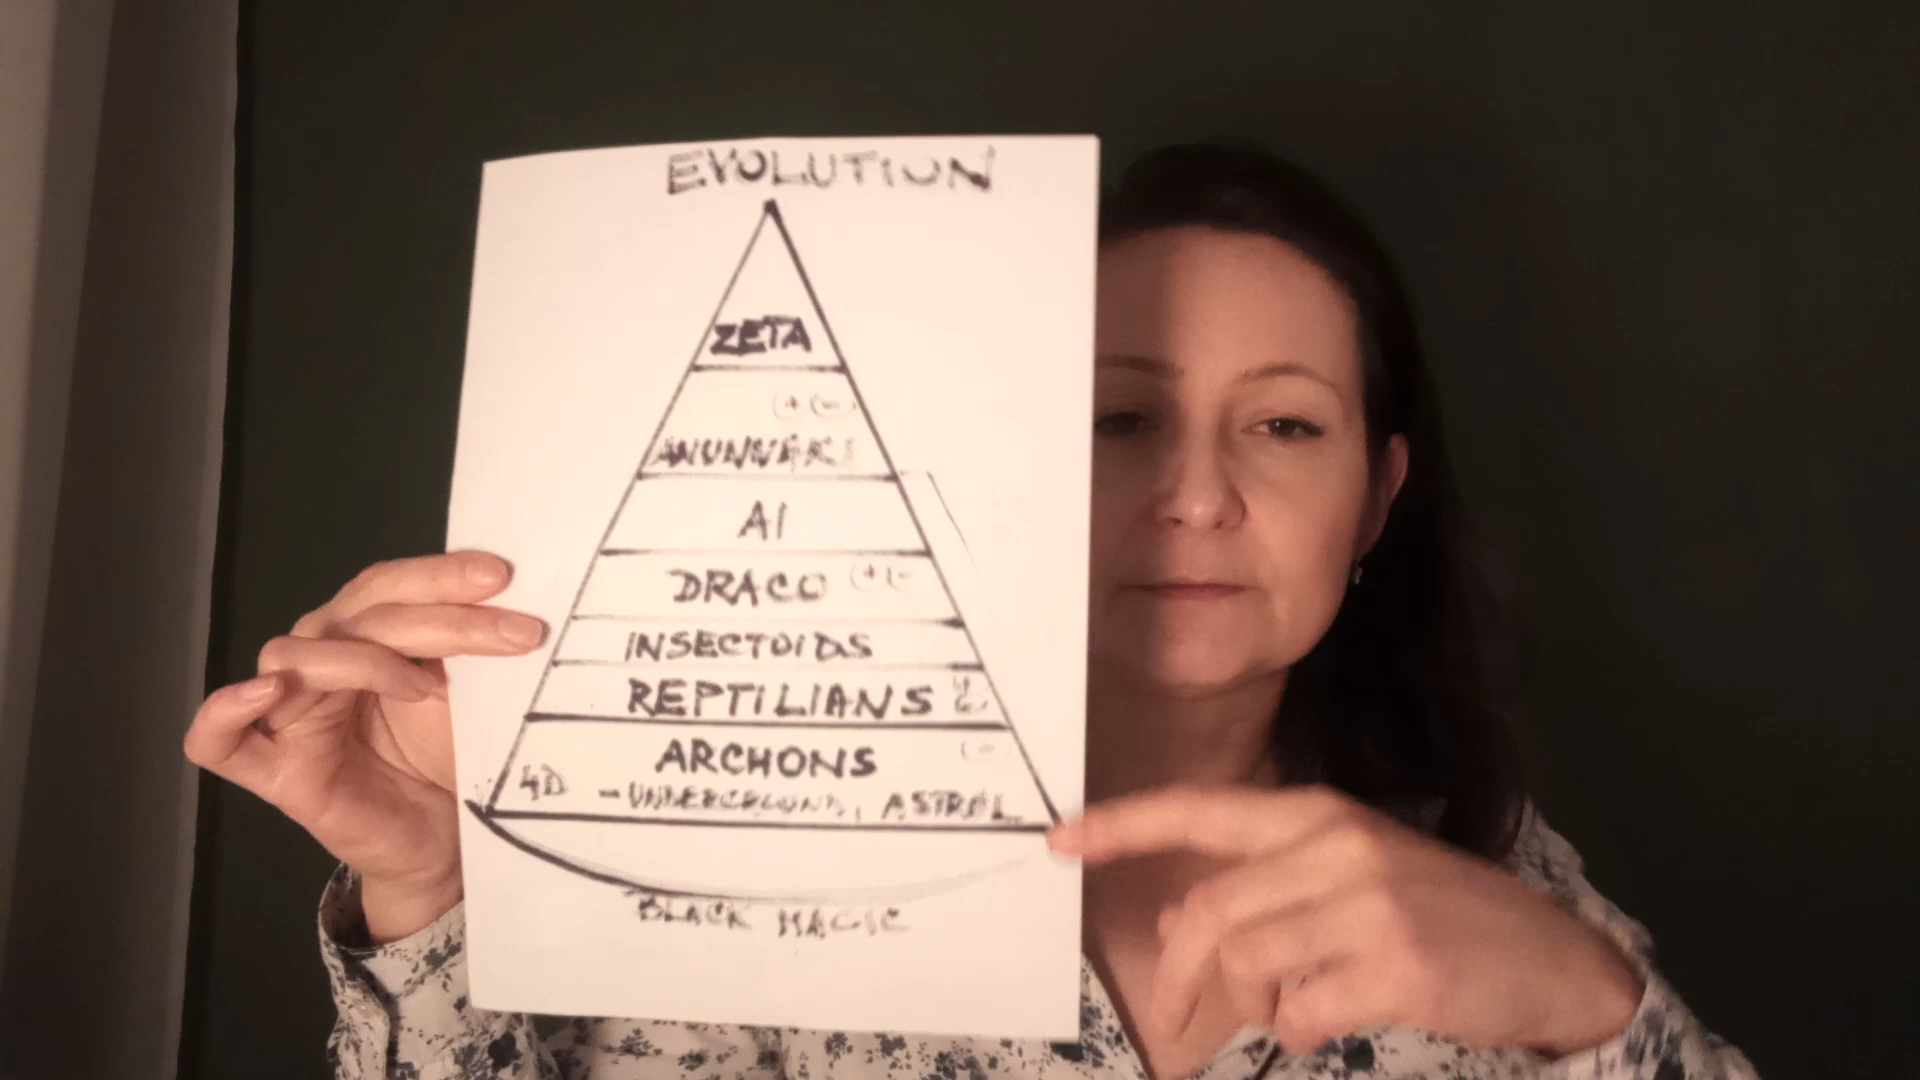 EVOLUTION
ZETA
(+)(-)
ANUNNAKI
AI
DRACO (+)(-
INSECTOIDS
REPTILIANS
ARCHONS (-)
4D - UNDERGROUND, ASTRAL
BLACK MAGIC